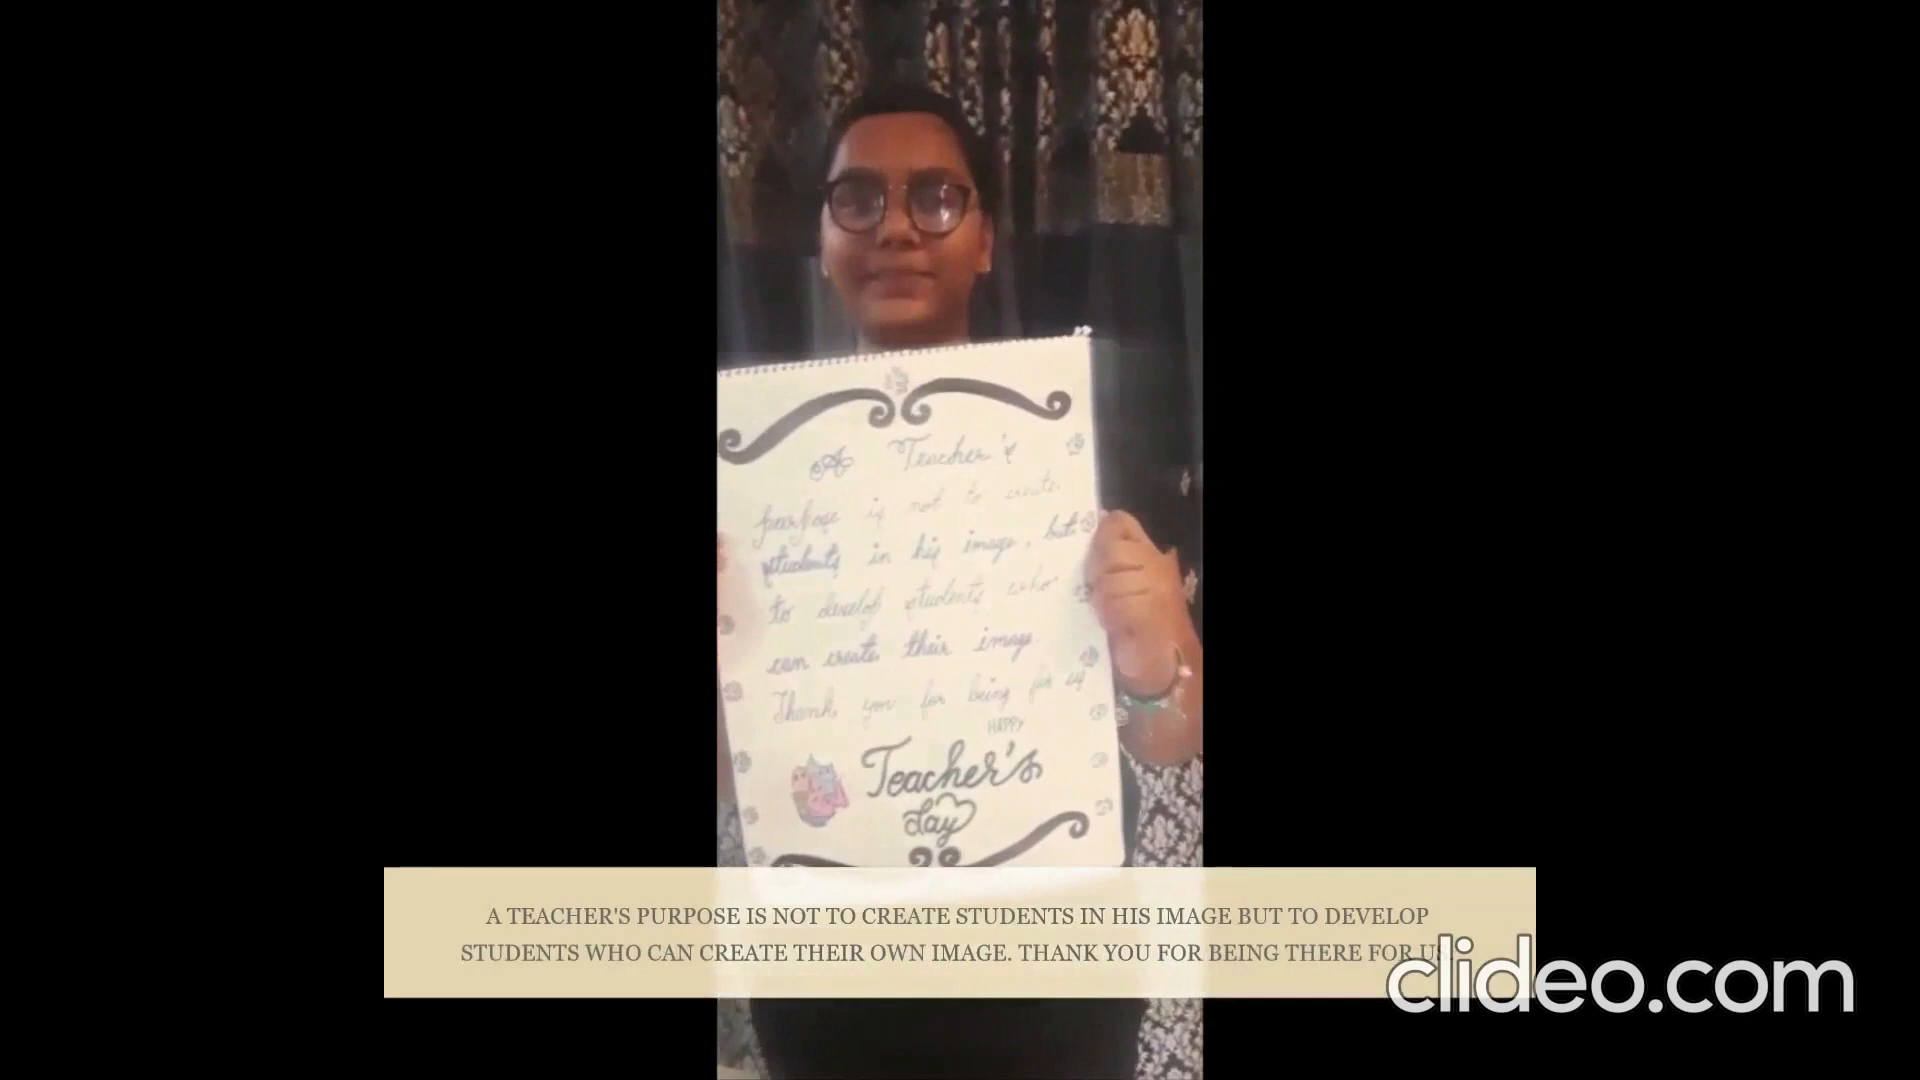 A Teacher's
purpose is not to create
students in his image, but
to develop students who
can create their image.
Thank you for being for us
HAPPY
Teacher's
day
A TEACHER'S PURPOSE IS NOT TO CREATE STUDENTS IN HIS IMAGE BUT TO DEVELOP
STUDENTS WHO CAN CREATE THEIR OWN IMAGE. THANK YOU FOR BEING THERE FOR US.
clideo.com